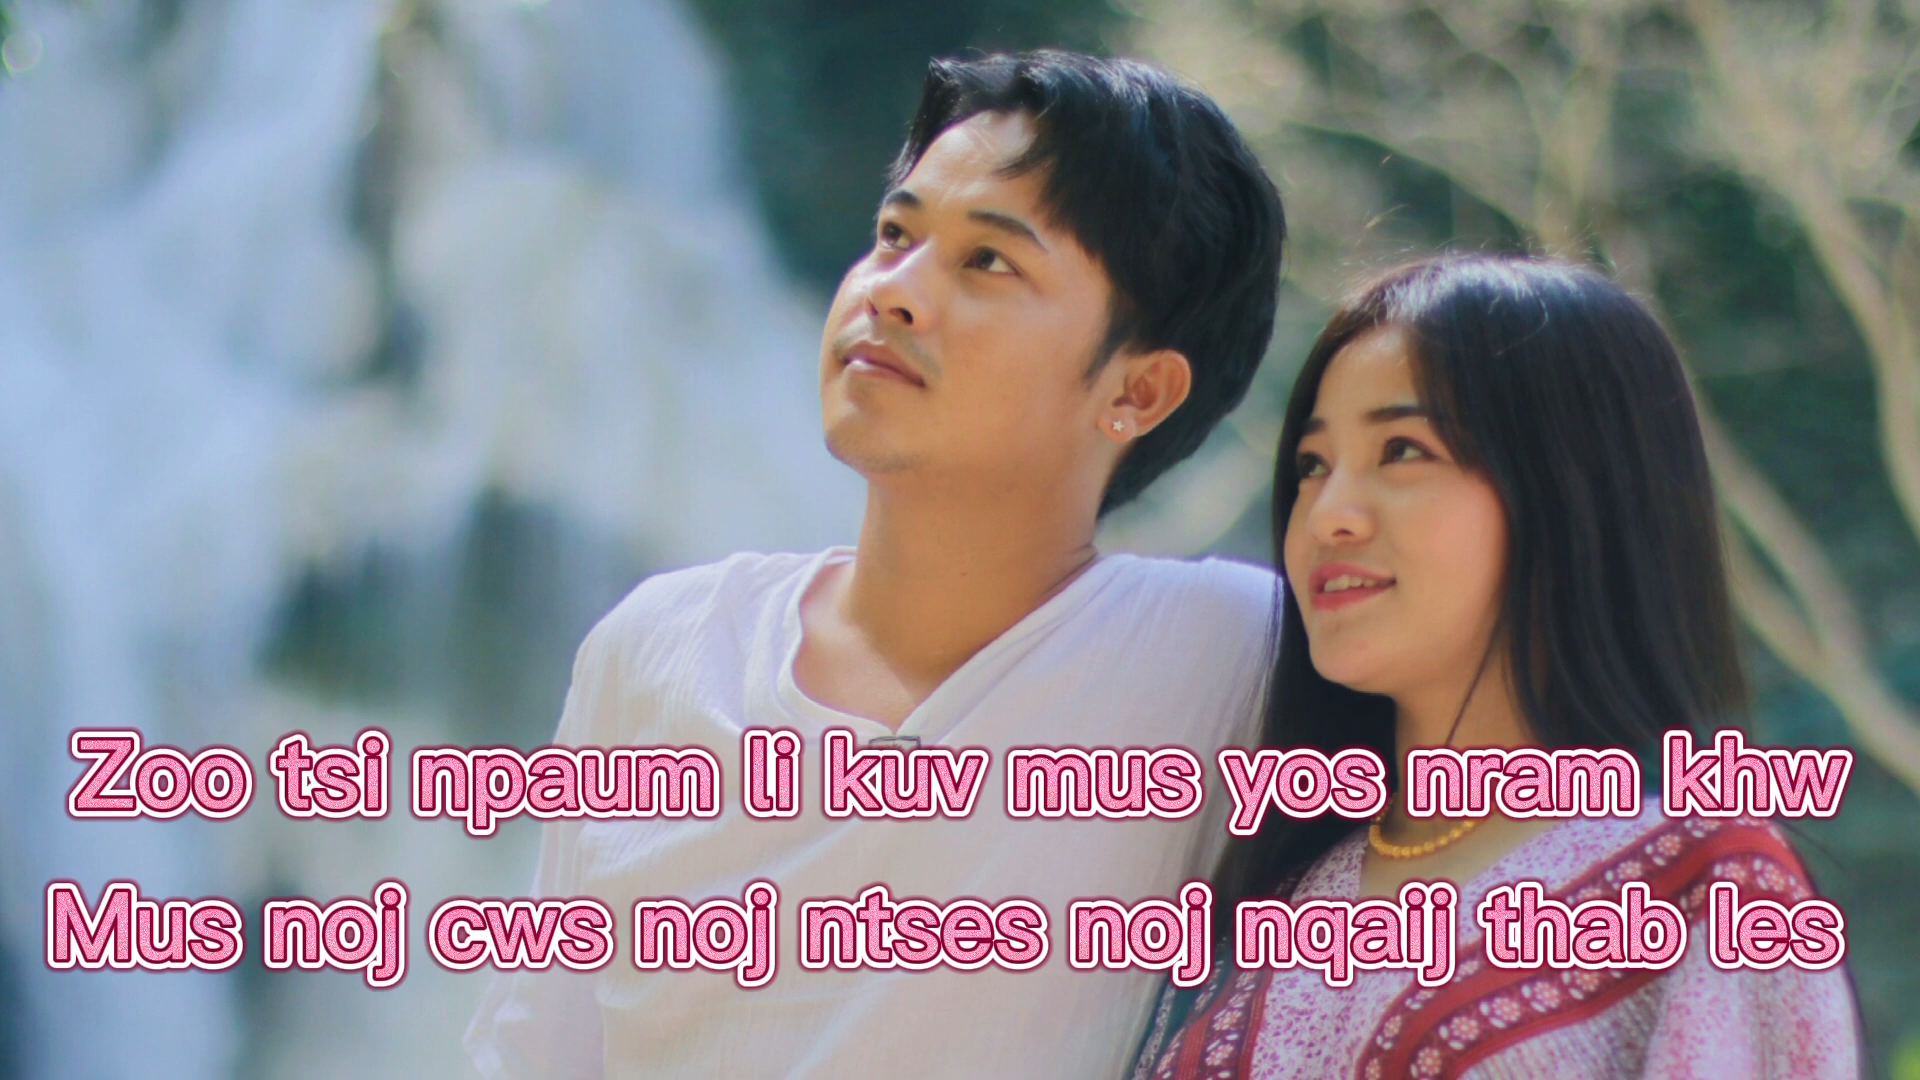 Zoo tsi npaum li kuv mus yos nram khw
Mus noj cws noj ntses noj nqaij thab les